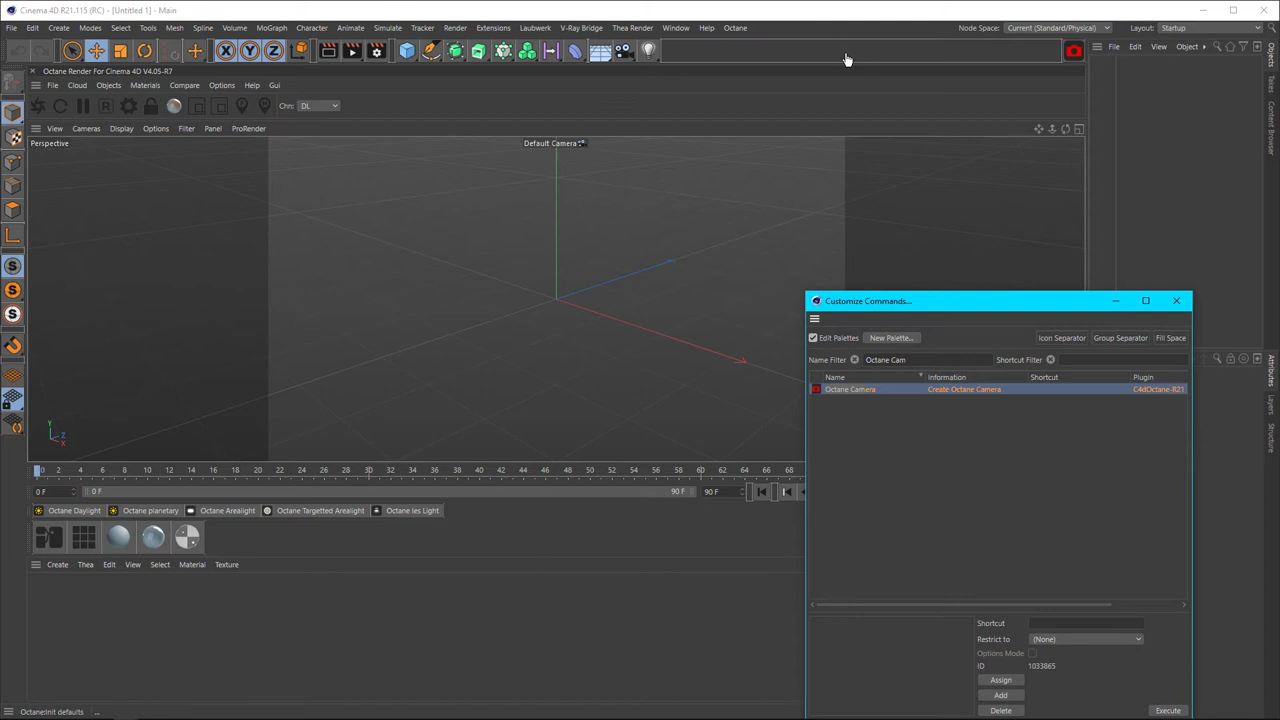 Cinema 4D R21.115 (RC) - [Untitled 1] - Main
File Edit Create Modes Select Tools Mesh Spline Volume MoGraph Character Animate Simulate Tracker Render Extensions Laubwerk V-Ray Bridge Thea Render Window Help Octane Node Space: Current (Standard/Physical) Layout: Startup
X Y Z
Octane Render For Cinema 4D V4.05-R7
File Edit View Object
File Cloud Objects Materials Compare Options Help Gui
R Chn: DL
View Cameras Display Options Filter Panel ProRender
Perspective Default Camera
Objects
Takes
Content Browser
Attributes
Layers
Structure
S
S
S
Y
Z
X
Customize Commands...
Edit Palettes New Palette... Icon Separator Group Separator Fill Space
Name Filter Octane Cam Shortcut Filter
Name Information Shortcut Plugin
Octane Camera Create Octane Camera C4dOctane-R21
0 2 4 6 8 10 12 14 16 18 20 22 24 26 28 30 32 34 36 38 40 42 44 46 48 50 52 54 56 58 60 62 64 66 68
0 F 0 F 90 F 90 F
Octane Daylight Octane planetary Octane Arealight Octane Targetted Arealight Octane Ies Light
Create Thea Edit View Select Material Texture
Shortcut
Restrict to (None)
Options Mode
ID 1033865
Assign
Add
Delete Execute
Octane:Init defaults ...